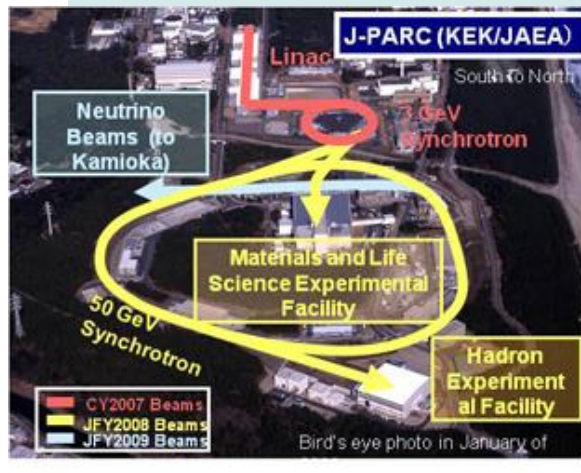 J-PARC (KEK/JAEA)
Linac
South to North
Neutrino
Beams (to
Kamioka)
3 GeV
Synchrotron
Materials and Life
Science Experimental
Facility
50 GeV
Synchrotron
Hadron
Experiment
al Facility
CY2007 Beams
JFY2008 Beams
JFY2009 Beams
Bird's eye photo in January of